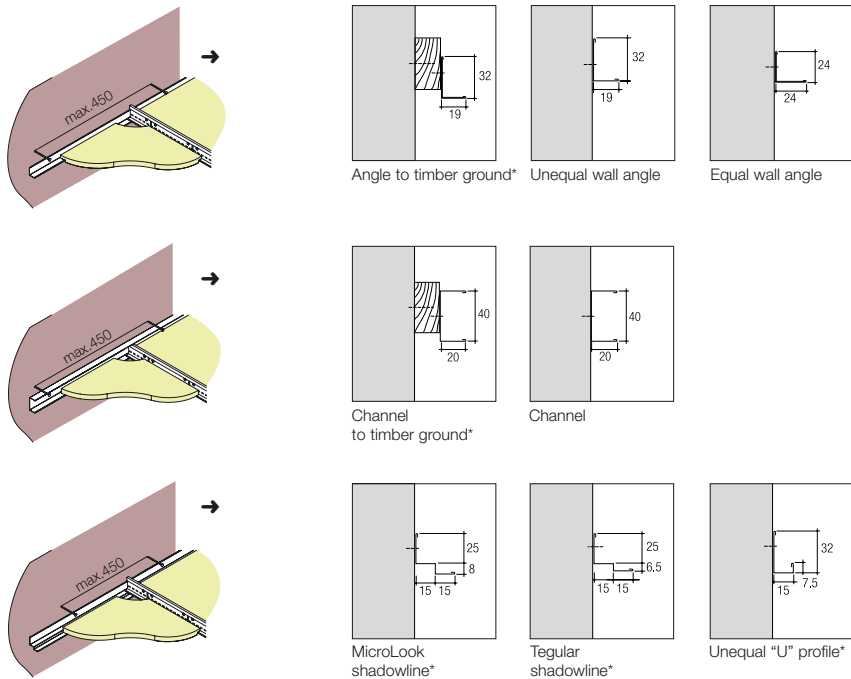 max.450
32
19
Angle to timber ground*
32
19
Unequal wall angle
24
24
Equal wall angle
max.450
40
20
Channel
to timber ground*
40
20
Channel
max.450
25
8
15 15
MicroLook
shadowline*
25
6.5
15 15
Tegular
shadowline*
32
15 7.5
Unequal “U” profile*